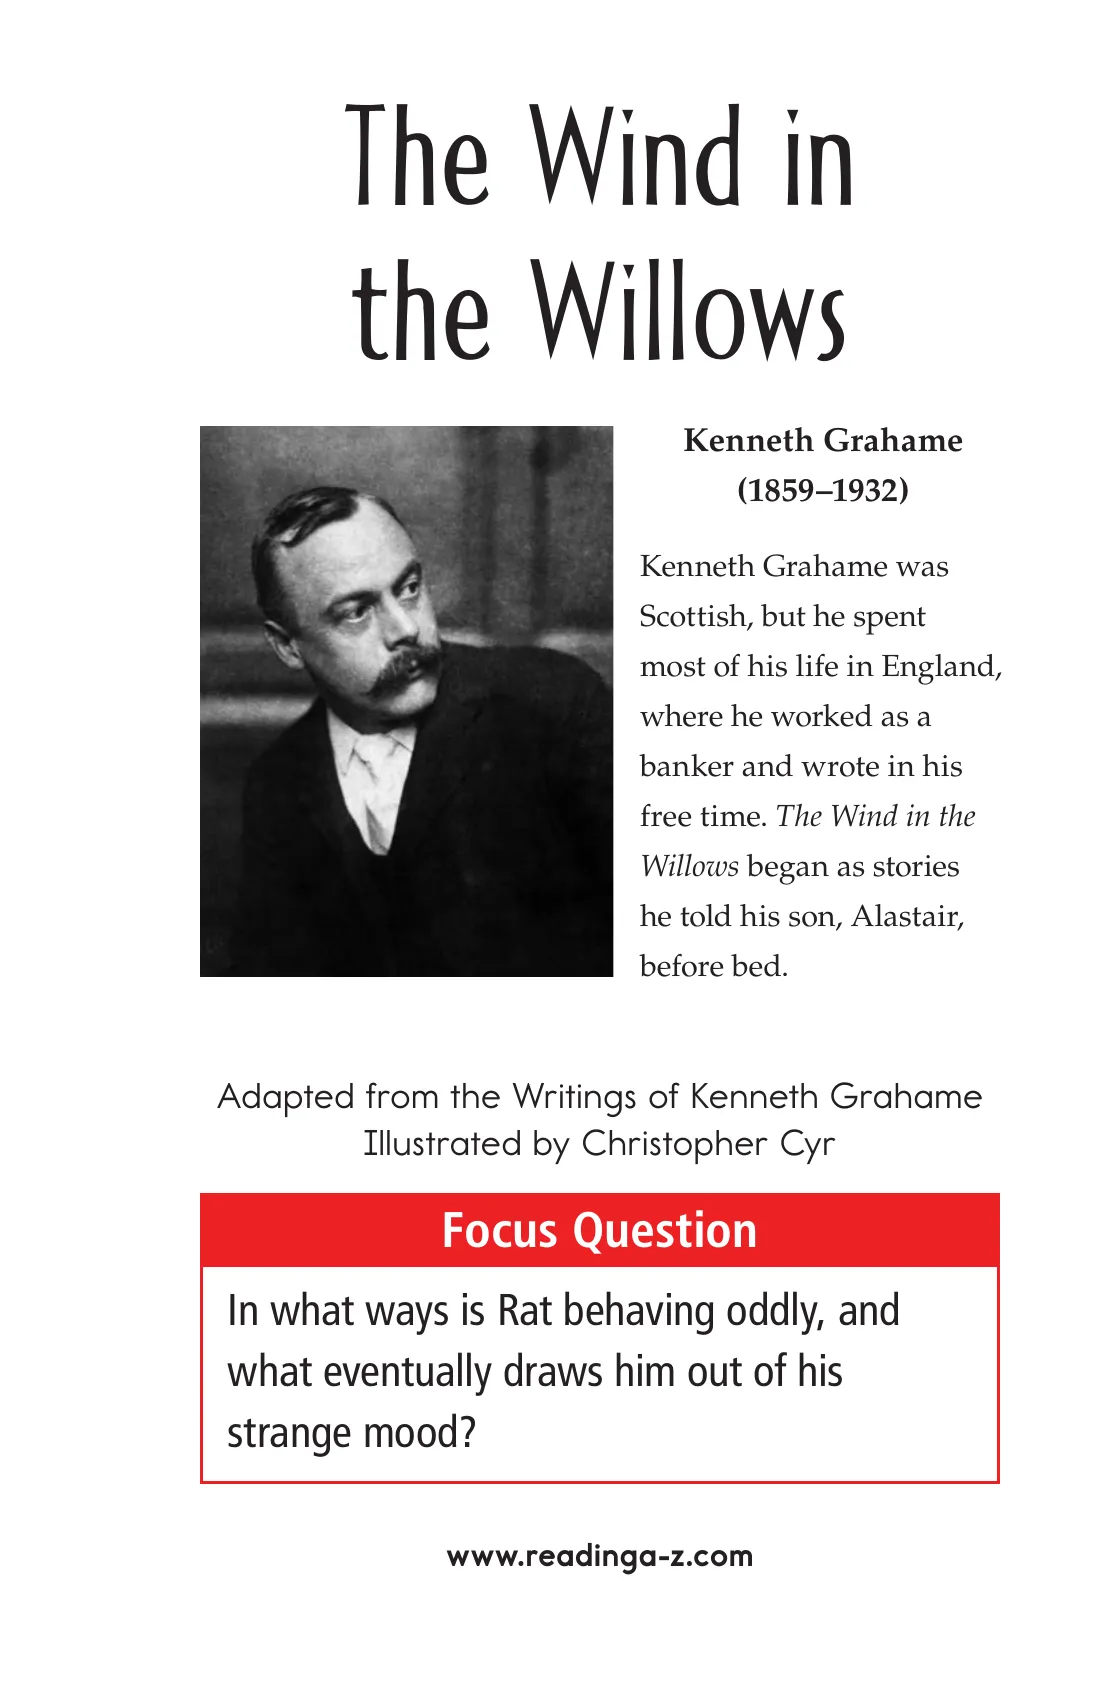 The Wind in
the Willows
Kenneth Grahame
(1859–1932)
Kenneth Grahame was
Scottish, but he spent
most of his life in England,
where he worked as a
banker and wrote in his
free time. The Wind in the
Willows began as stories
he told his son, Alastair,
before bed.
Adapted from the Writings of Kenneth Grahame
Illustrated by Christopher Cyr
Focus Question
In what ways is Rat behaving oddly, and
what eventually draws him out of his
strange mood?
www.readinga-z.com